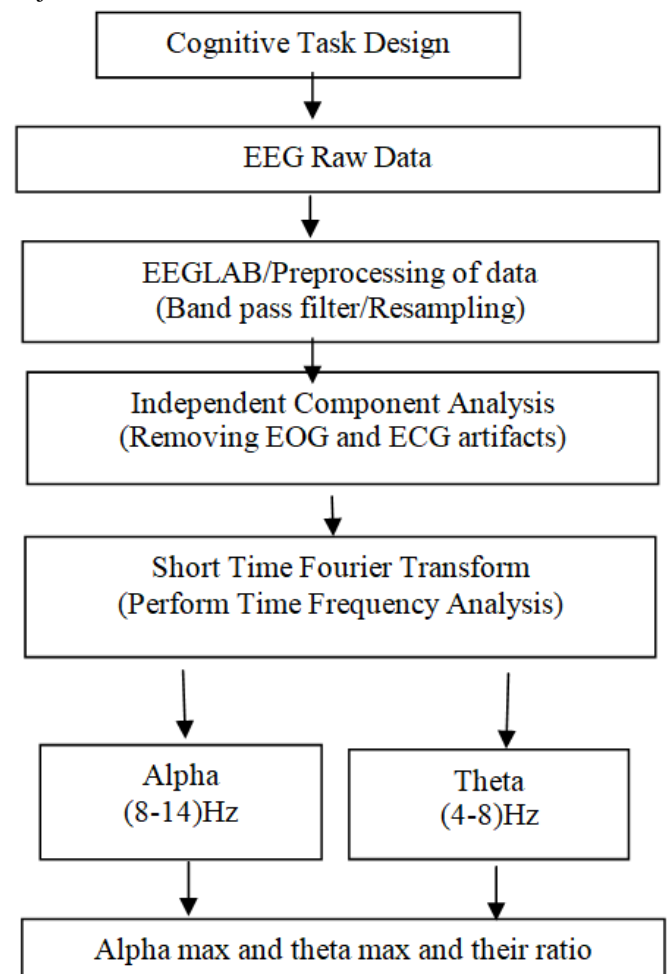 Cognitive Task Design
EEG Raw Data
EEGLAB/Preprocessing of data
(Band pass filter/Resampling)
Independent Component Analysis
(Removing EOG and ECG artifacts)
Short Time Fourier Transform
(Perform Time Frequency Analysis)
Alpha
(8-14)Hz
Theta
(4-8)Hz
Alpha max and theta max and their ratio